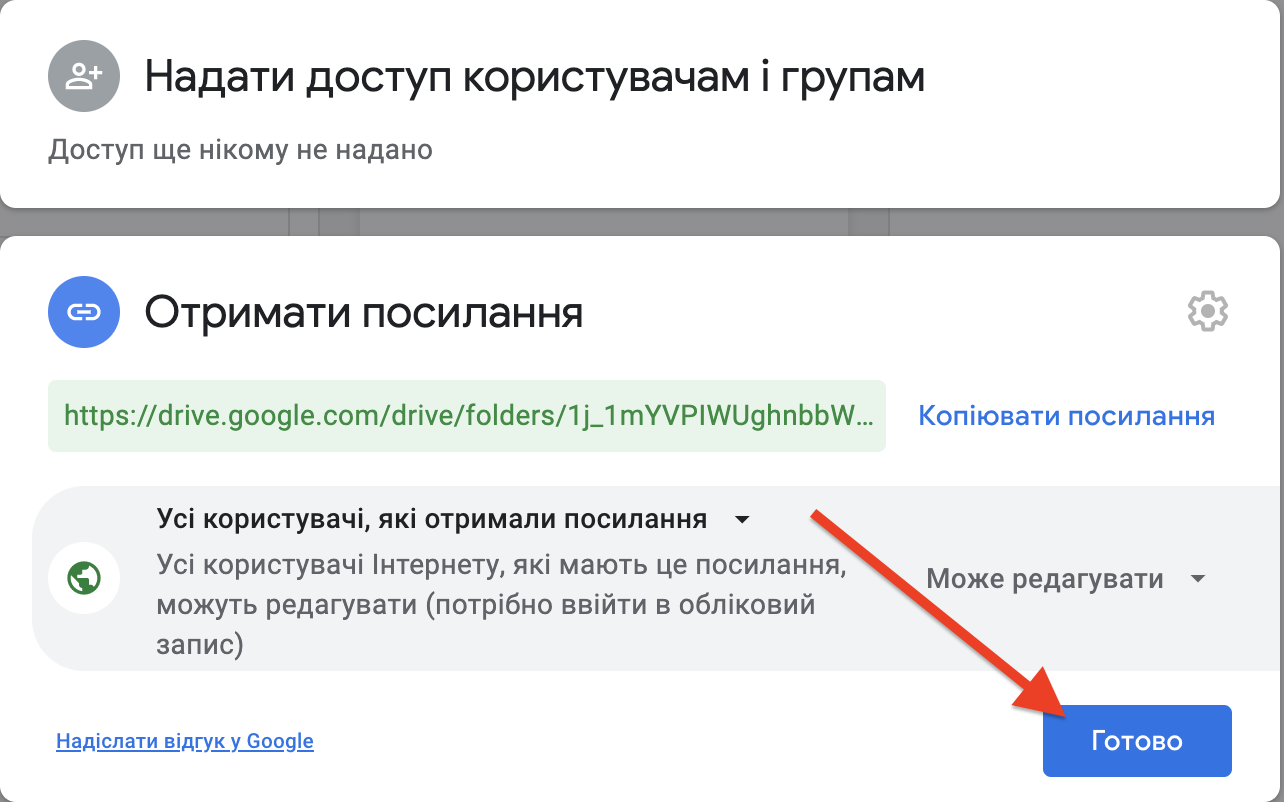 Надати доступ користувачам і групам
Доступ ще нікому не надано
Отримати посилання
https://drive.google.com/drive/folders/1j_1mYVPIWUghnbbW...
Копіювати посилання
Усі користувачі, які отримали посилання
Усі користувачі Інтернету, які мають це посилання,
можуть редагувати (потрібно ввійти в обліковий
запис)
Може редагувати
Надіслати відгук у Google
Готово